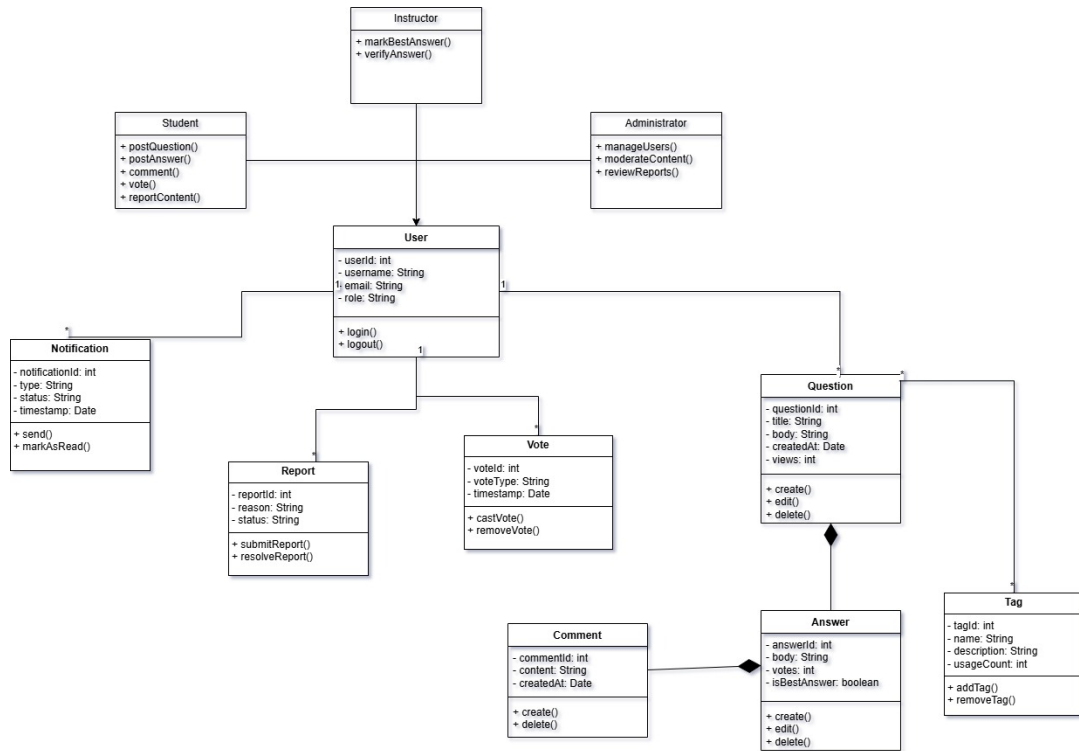 Instructor
+ markBestAnswer()
+ verifyAnswer()
Student
+ postQuestion()
+ postAnswer()
+ comment()
+ vote()
+ reportContent()
Administrator
+ manageUsers()
+ moderateContent()
+ reviewReports()
User
- userId: int
- username: String
email: String
- role: String
+ login()
+ logout()
1
1
1
*
Notification
- notificationId: int
- type: String
- status: String
- timestamp: Date
+ send()
+ markAsRead()
*
Report
- reportId: int
- reason: String
- status: String
+ submitReport()
+ resolveReport()
*
Vote
- voteId: int
- voteType: String
- timestamp: Date
+ castVote()
+ removeVote()
*
*
Question
- questionId: int
- title: String
- body: String
- createdAt: Date
- views: int
+ create()
+ edit()
+ delete()
Comment
- commentId: int
- content: String
- createdAt: Date
+ create()
+ delete()
Answer
- answerId: int
- body: String
- votes: int
- isBestAnswer: boolean
+ create()
+ edit()
+ delete()
*
Tag
- tagId: int
- name: String
- description: String
- usageCount: int
+ addTag()
+ removeTag()